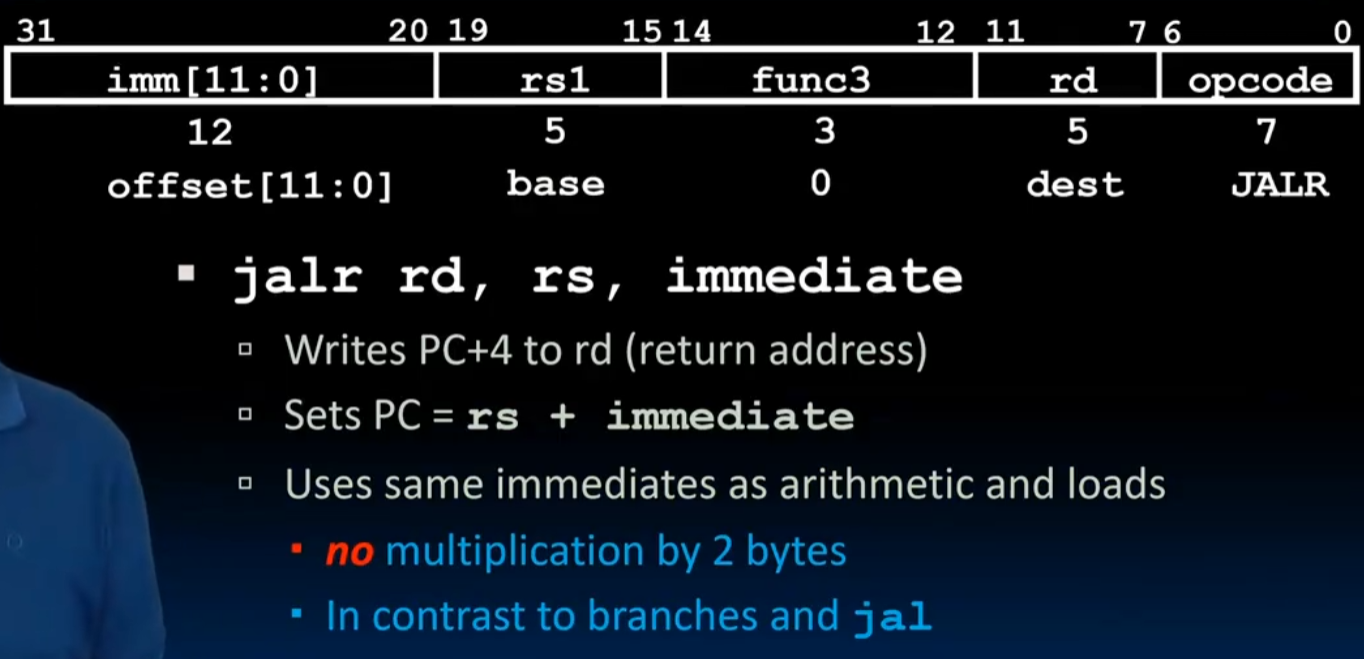 31 20 19 15 14 12 11 7 6 0
imm[11:0] rs1 func3 rd opcode
12 5 3 5 7
offset[11:0] base 0 dest JALR
▪ jalr rd, rs, immediate
▫ Writes PC+4 to rd (return address)
▫ Sets PC = rs + immediate
▫ Uses same immediates as arithmetic and loads
▪ no multiplication by 2 bytes
▪ In contrast to branches and jal